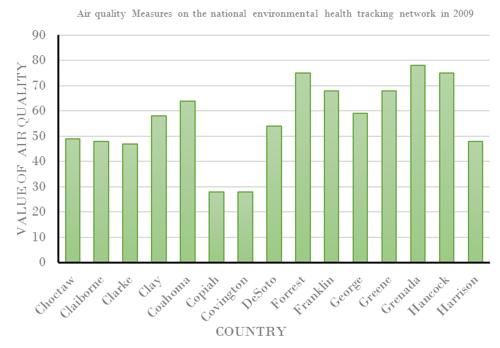 Air quality Measures on the national environmental health tracking network in 2009
90
80
70
60
50
40
30
20
10
0
VALUE OF AIR QUALITY
Choctaw
Claiborne
Clarke
Clay
Coahoma
Copiah
Covington
DeSoto
Forrest
Franklin
George
Greene
Grenada
Hancock
Harrison
COUNTRY